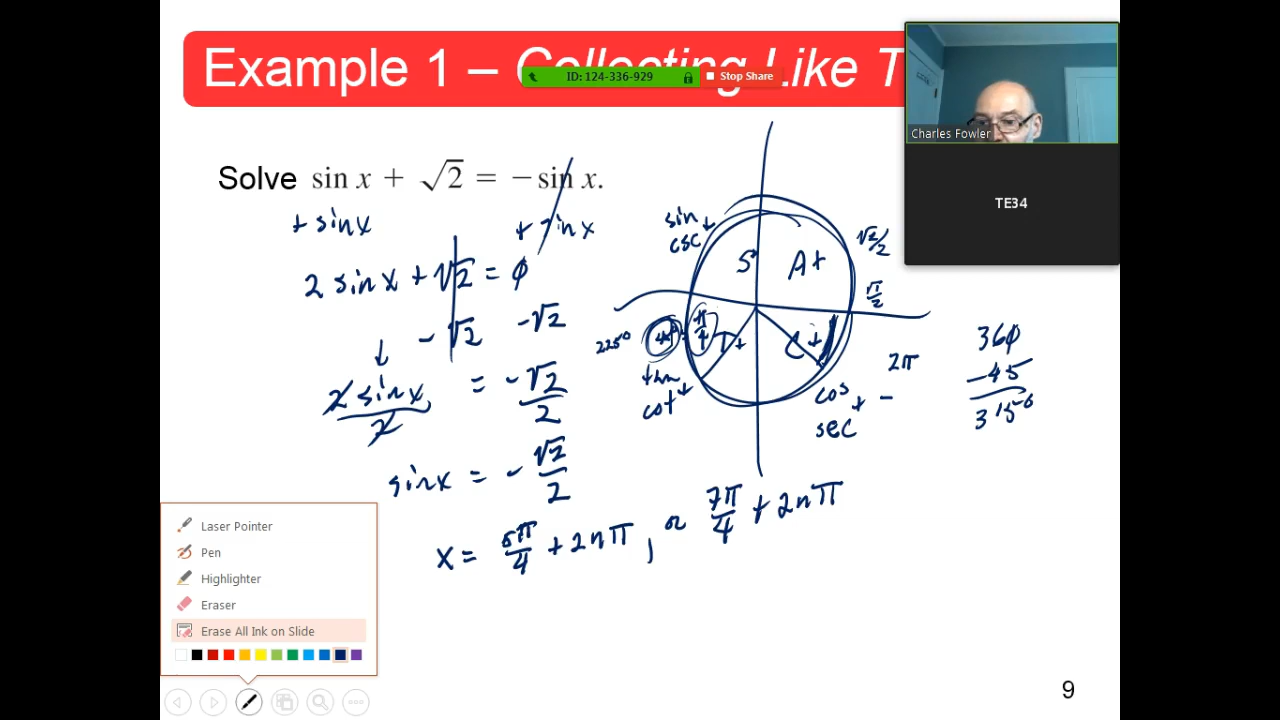 Example 1 – Collecting Like T
ID: 124-336-929
Stop Share
Charles Fowler
TE34
Solve sin x + √2 = − sin x.
+ sin x + sin x
2 sin x + √2 = 0
− √2 − √2
2 sin x / 2 = − √2 / 2
sin x = − √2 / 2
x = 5π/4 + 2nπ, or 7π/4 + 2nπ
sin
csc +
S
A +
√2/2
225°
π/4
T +
C +
tan
cot +
cos
sec +
2π
−
360
− 45
315°
Laser Pointer
Pen
Highlighter
Eraser
Erase All Ink on Slide
9